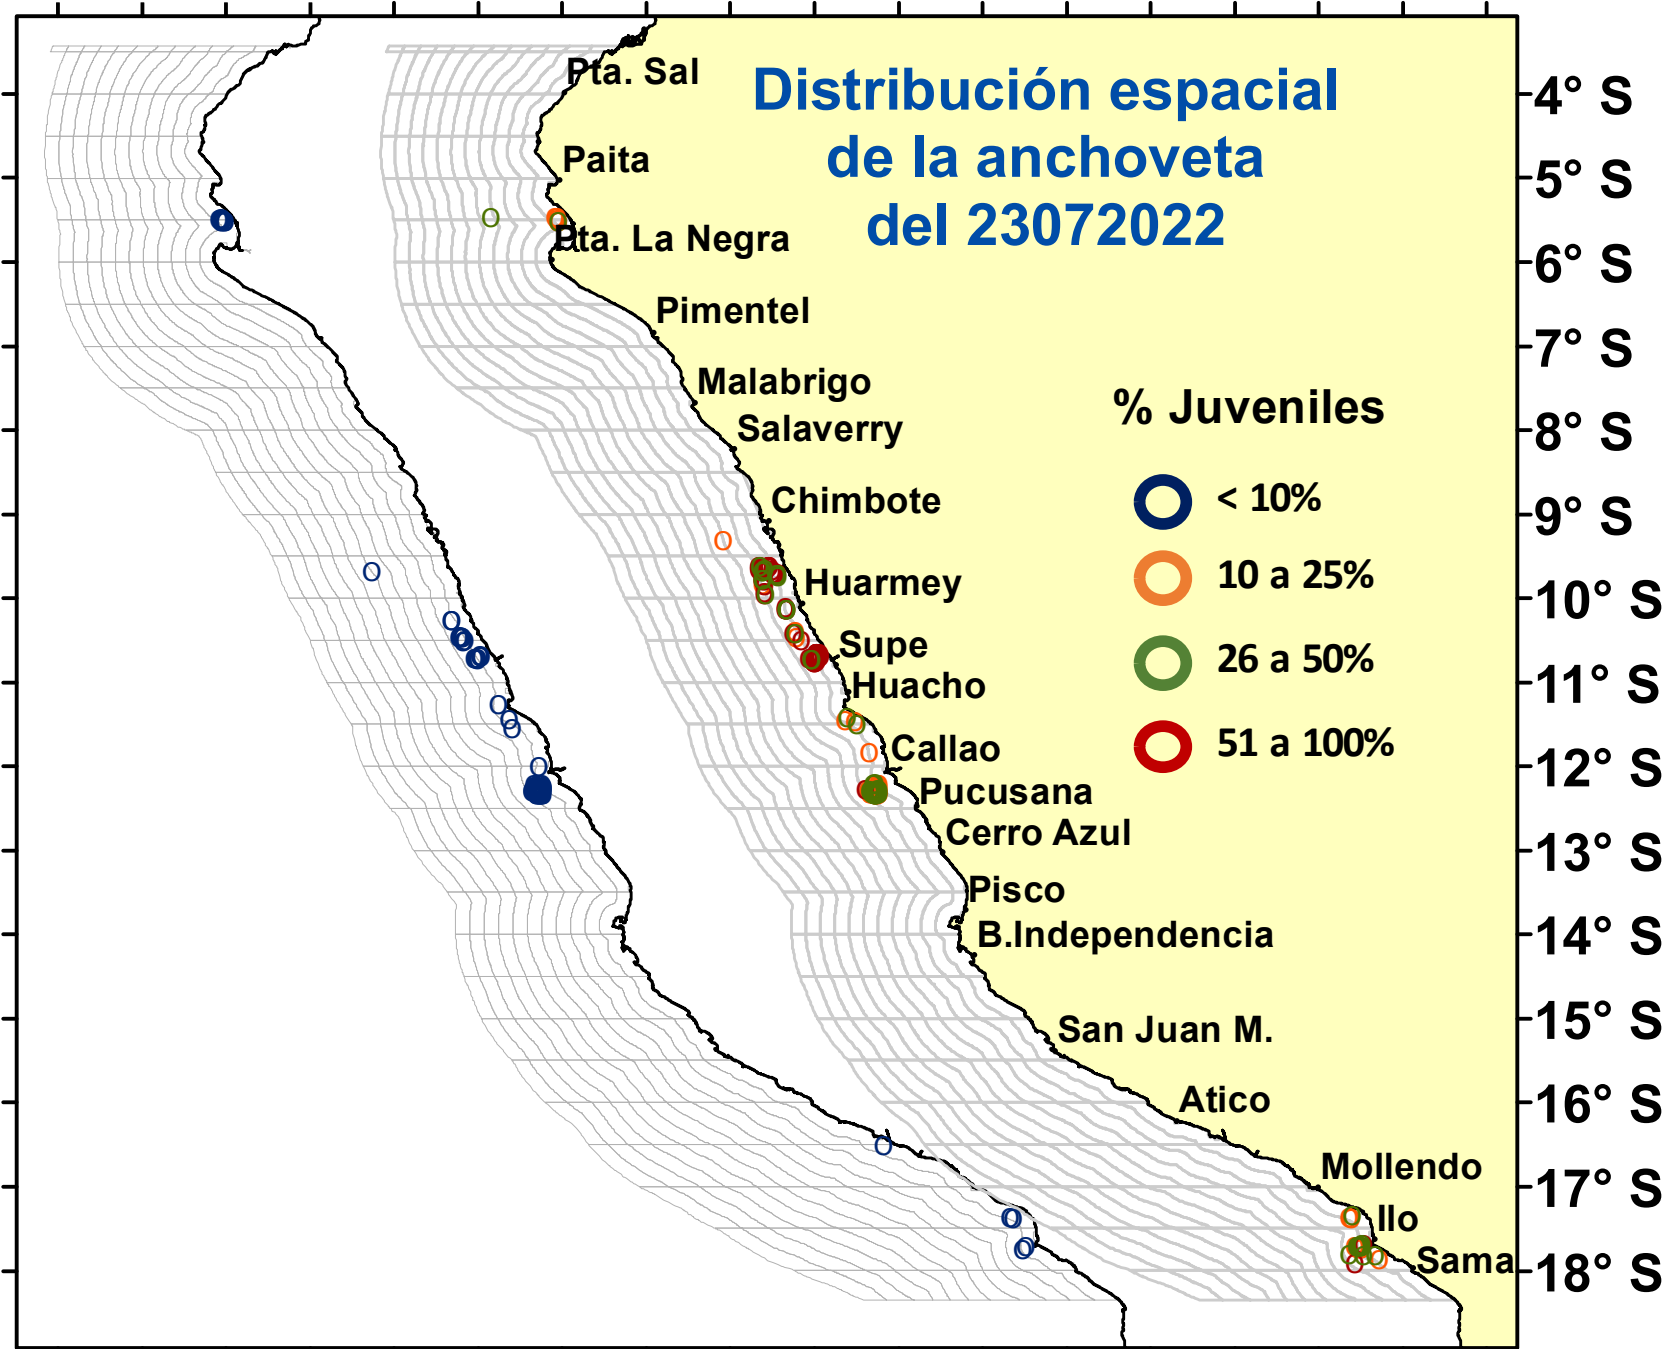 Distribución espacial
de la anchoveta
del 23072022
Pta. Sal
Paita
Pta. La Negra
Pimentel
Malabrigo
Salaverry
Chimbote
Huarmey
Supe
Huacho
Callao
Pucusana
Cerro Azul
Pisco
B.Independencia
San Juan M.
Atico
Mollendo
Ilo
Sama
% Juveniles
< 10%
10 a 25%
26 a 50%
51 a 100%
4° S
5° S
6° S
7° S
8° S
9° S
10° S
11° S
12° S
13° S
14° S
15° S
16° S
17° S
18° S